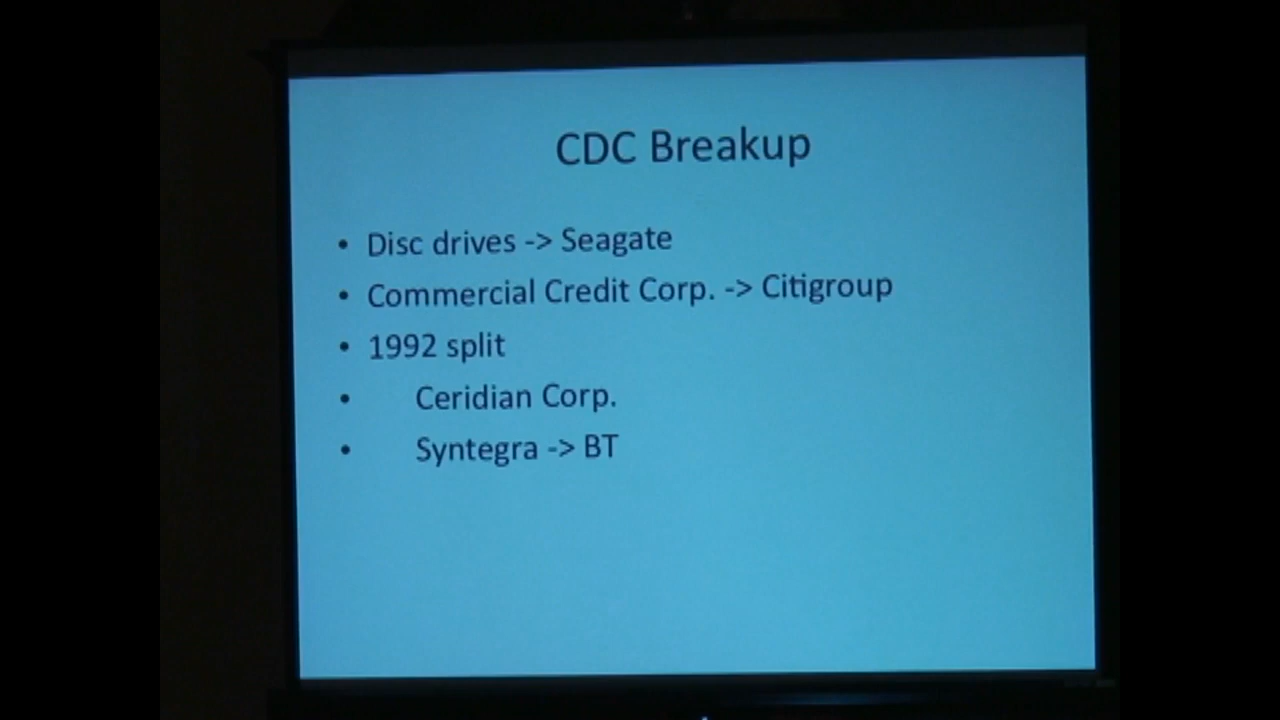 CDC Breakup
• Disc drives -> Seagate
• Commercial Credit Corp. -> Citigroup
• 1992 split
• Ceridian Corp.
• Syntegra -> BT